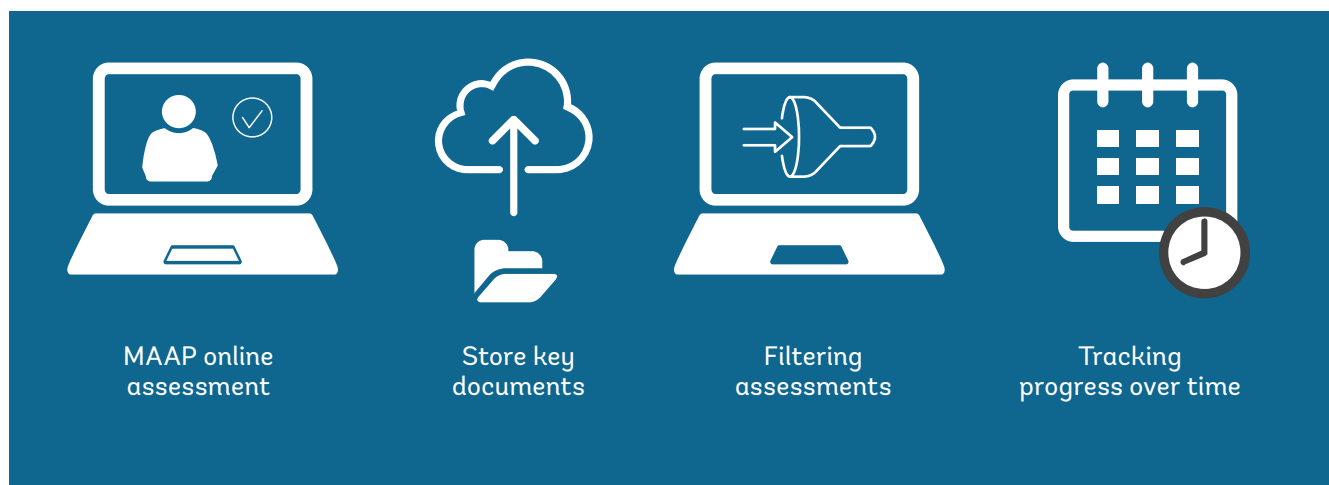 MAAP online
assessment
Store key
documents
Filtering
assessments
Tracking
progress over time